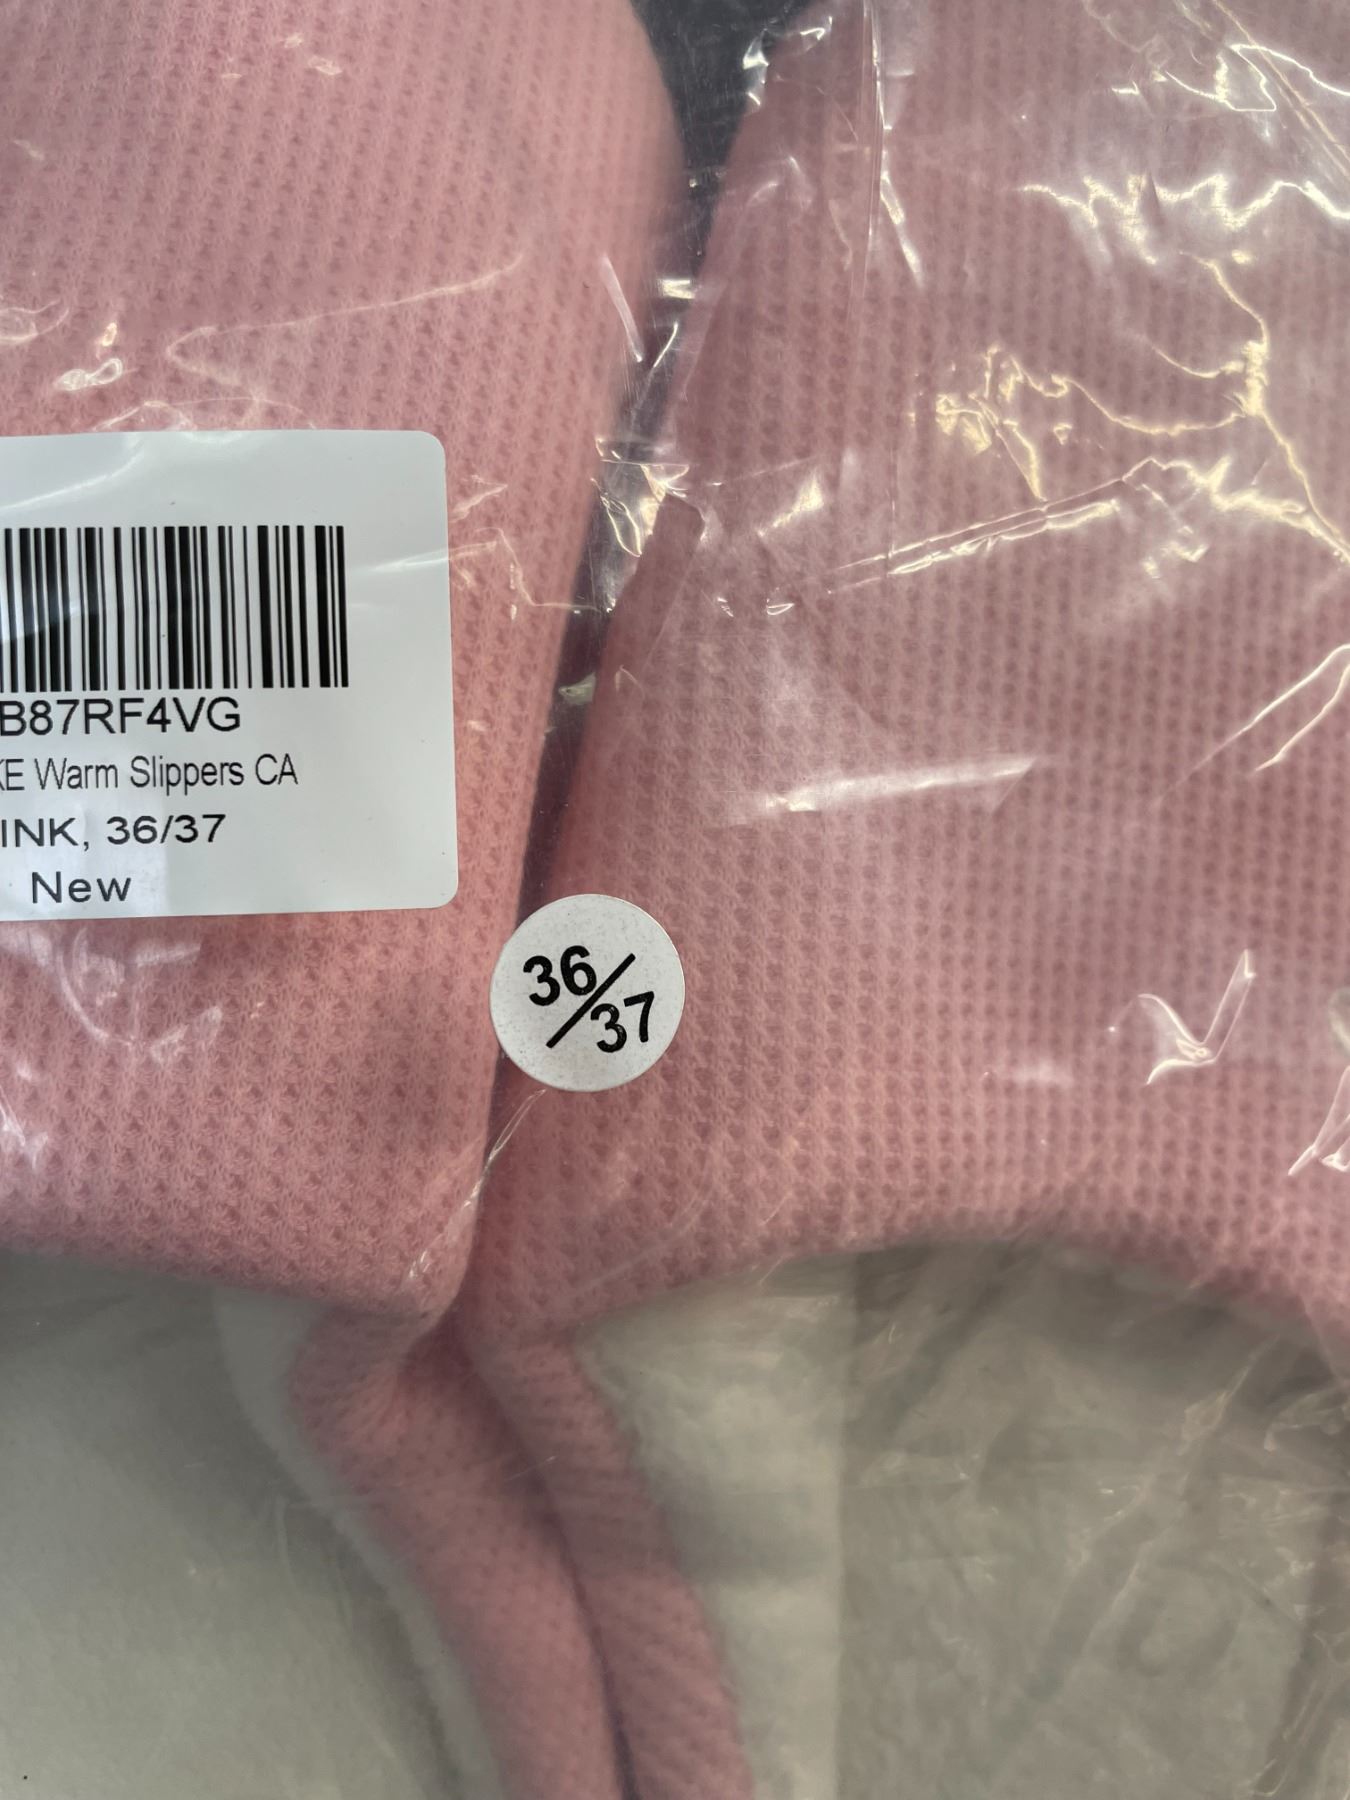 B87RF4VG
KE Warm Slippers CA
INK, 36/37
New
36/37